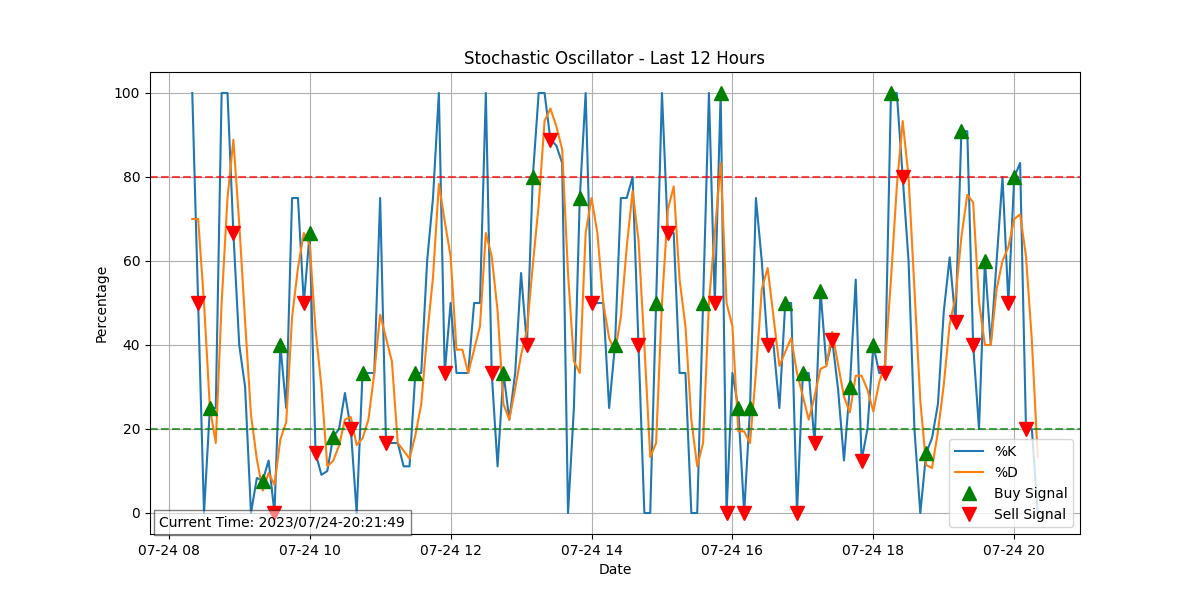 Stochastic Oscillator - Last 12 Hours
Percentage
100
80
60
40
20
0
%K
%D
Buy Signal
Sell Signal
Current Time: 2023/07/24-20:21:49
07-24 08
07-24 10
07-24 12
07-24 14
07-24 16
07-24 18
07-24 20
Date